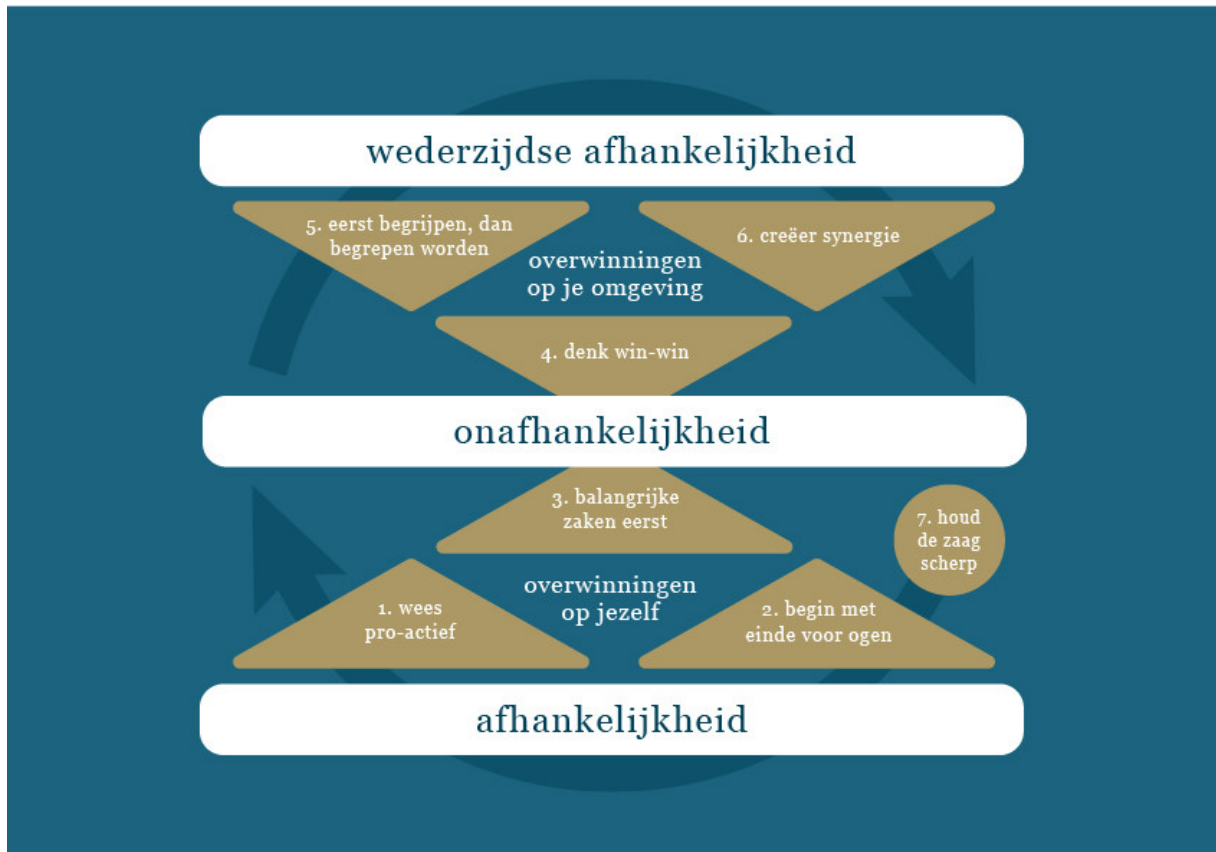 wederzijdse afhankelijkheid
5. eerst begrijpen, dan
begrepen worden
6. creëer synergie
overwinningen
op je omgeving
4. denk win-win
onafhankelijkheid
3. balangrijke
zaken eerst
7. houd
de zaag
scherp
overwinningen
op jezelf
1. wees
pro-actief
2. begin met
einde voor ogen
afhankelijkheid